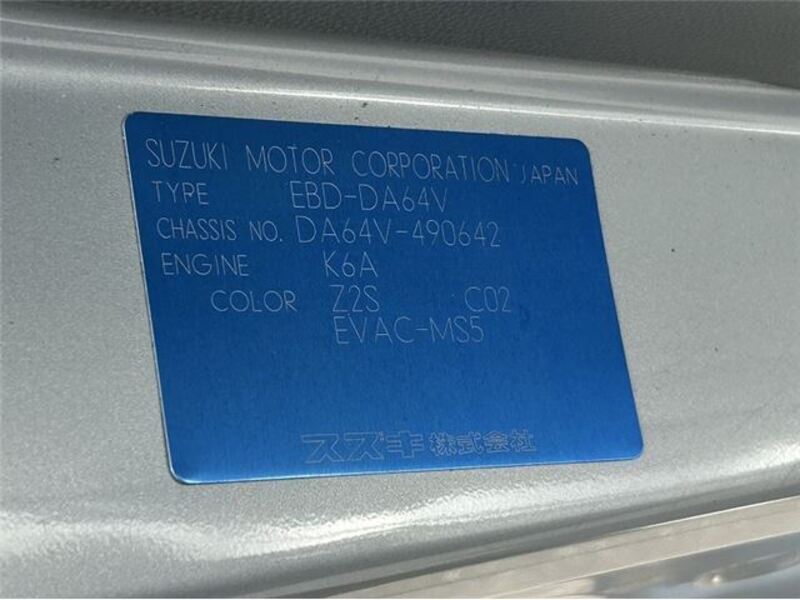 SUZUKI MOTOR CORPORATION JAPAN
TYPE EBD-DA64V
CHASSIS NO. DA64V-490642
ENGINE K6A
COLOR Z2S C02
EVAC-MS5
スズキ株式会社